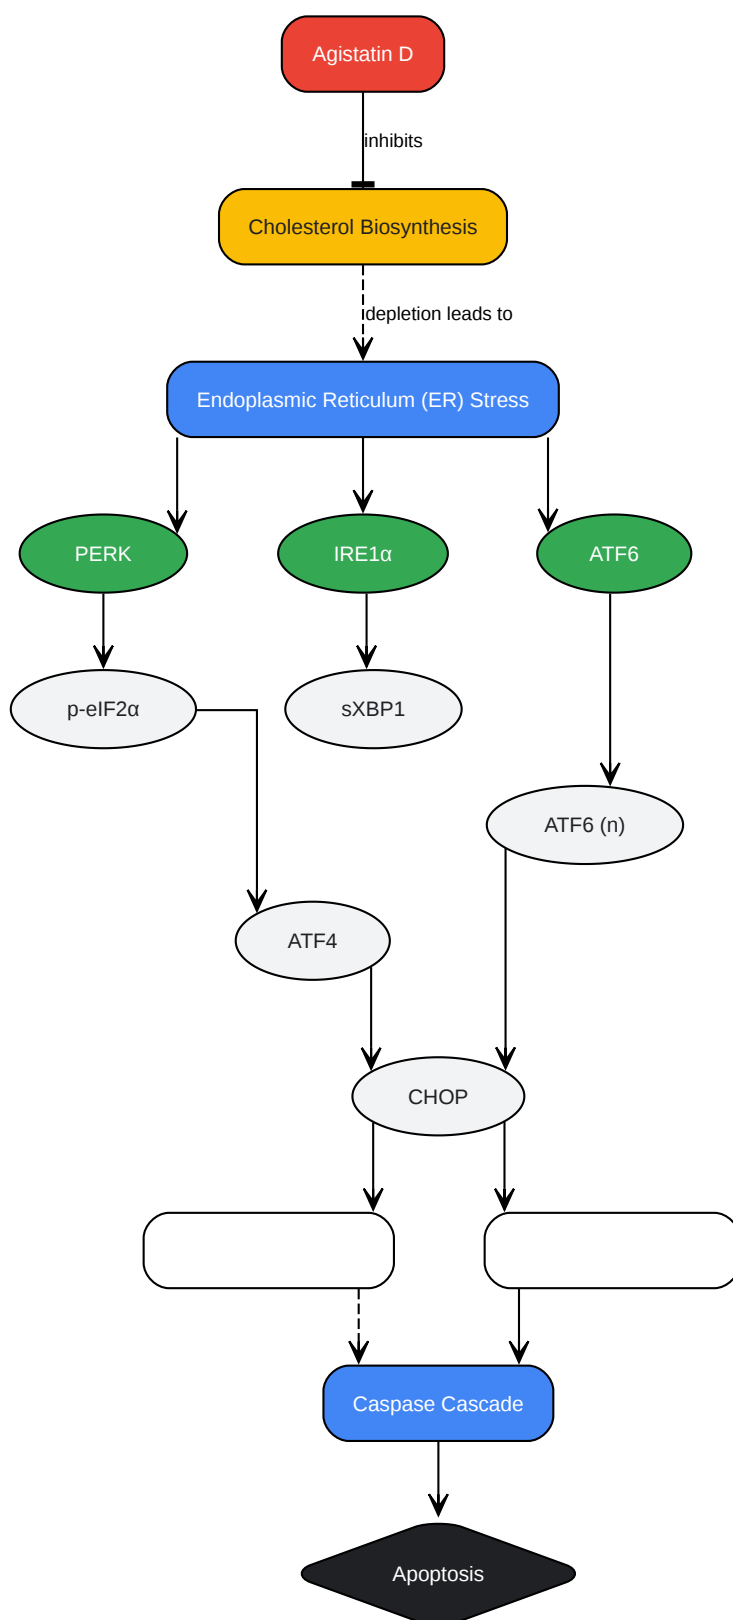 Agistatin D
inhibits
Cholesterol Biosynthesis
depletion leads to
Endoplasmic Reticulum (ER) Stress
PERK
IRE1α
ATF6
p-eIF2α
sXBP1
ATF6 (n)
ATF4
CHOP
Caspase Cascade
Apoptosis